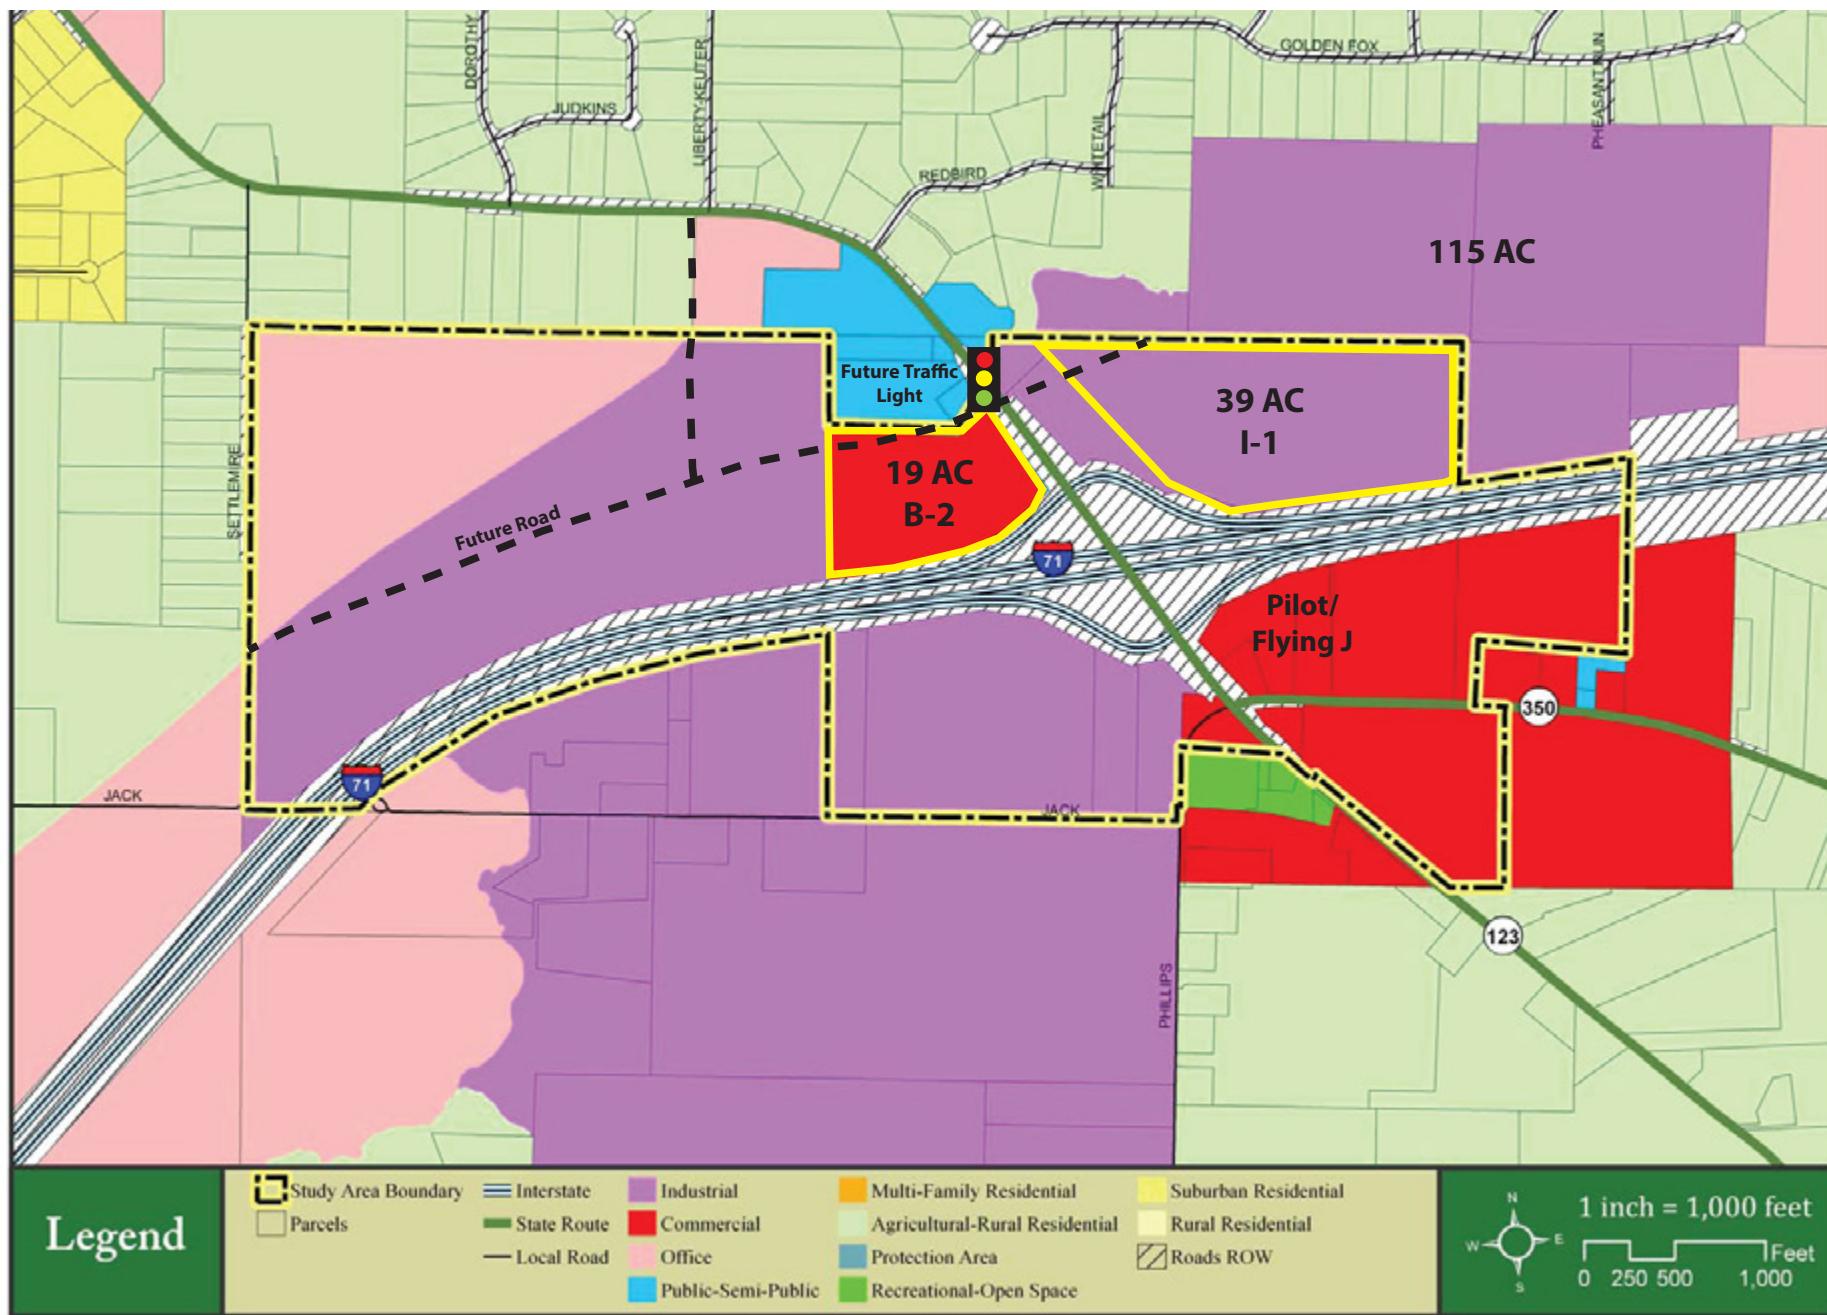 DOROTHY
JUDKINS
LIBERTY-KEUTER
GOLDEN FOX
PHEASANT RUN
WHITETAIL
REDBIRD
115 AC
SETTLEMIRE
Future Traffic
Light
39 AC
I-1
19 AC
B-2
Future Road
71
Pilot/
Flying J
350
71
JACK
JACK
123
PHILLIPS
Legend
Study Area Boundary
Parcels
Interstate
State Route
Local Road
Industrial
Commercial
Office
Public-Semi-Public
Multi-Family Residential
Agricultural-Rural Residential
Protection Area
Recreational-Open Space
Suburban Residential
Rural Residential
Roads ROW
N
W E
S
1 inch = 1,000 feet
Feet
0 250 500 1,000